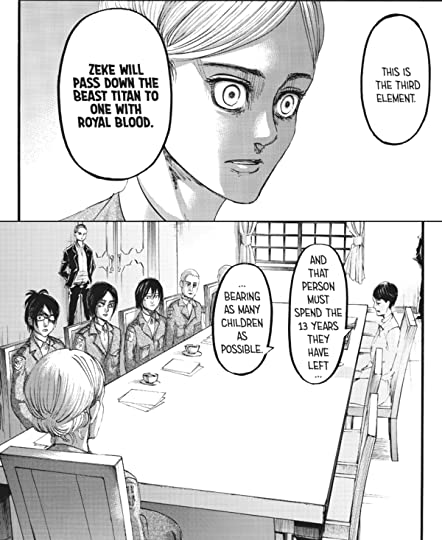 THIS IS
THE THIRD
ELEMENT.
ZEKE WILL
PASS DOWN THE
BEAST TITAN TO
ONE WITH
ROYAL BLOOD.
AND
THAT
PERSON
MUST
SPEND THE
13 YEARS
THEY
HAVE
LEFT
...
...
BEARING
AS MANY
CHILDREN
AS
POSSIBLE.